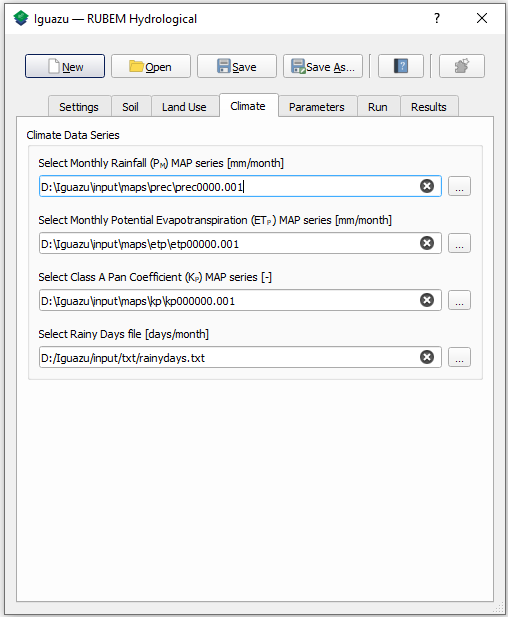 Iguazu — RUBEM Hydrological ?
New Open Save Save As... ?
Settings Soil Land Use Climate Parameters Run Results
Climate Data Series
Select Monthly Rainfall (PM) MAP series [mm/month]
D:\Iguazu\input\maps\prec\prec0000.001 ...
Select Monthly Potential Evapotranspiration (ETP) MAP series [mm/month]
D:\Iguazu\input\maps\etp\etp00000.001 ...
Select Class A Pan Coefficient (KP) MAP series [-]
D:\Iguazu\input\maps\kp\kp000000.001 ...
Select Rainy Days file [days/month]
D:/Iguazu/input/txt/rainydays.txt ...